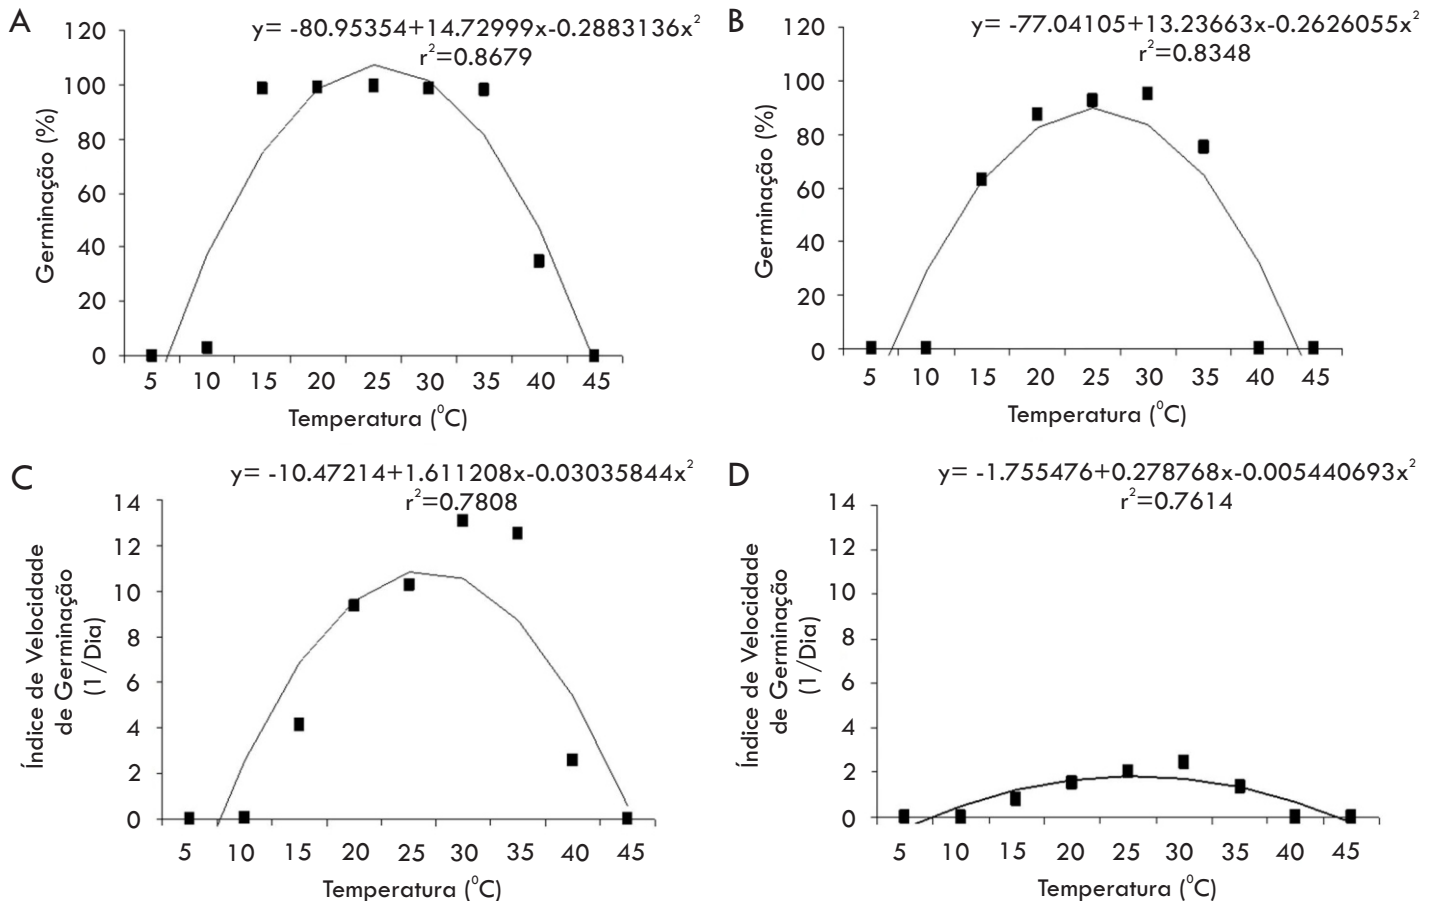 A
y= -80.95354+14.72999x-0.2883136x²
r²=0.8679
120
100
80
60
40
20
0
Germinação (%)
5 10 15 20 25 30 35 40 45
Temperatura (⁰C)
B
y= -77.04105+13.23663x-0.2626055x²
r²=0.8348
120
100
80
60
40
20
0
Germinação (%)
5 10 15 20 25 30 35 40 45
Temperatura (⁰C)
C
y= -10.47214+1.611208x-0.03035844x²
r²=0.7808
14
12
10
8
6
4
2
0
Índice de Velocidade
de Germinação
(1/Dia)
5 10 15 20 25 30 35 40 45
Temperatura (⁰C)
D
y= -1.755476+0.278768x-0.005440693x²
r²=0.7614
14
12
10
8
6
4
2
0
Índice de Velocidade
de Germinação
(1/Dia)
5 10 15 20 25 30 35 40 45
Temperatura (⁰C)